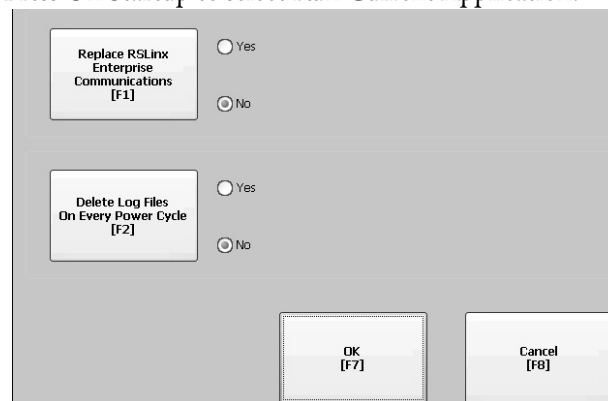 Replace RSLinx
Enterprise
Communications
[F1]
Yes
No
Delete Log Files
On Every Power Cycle
[F2]
Yes
No
OK
[F7]
Cancel
[F8]